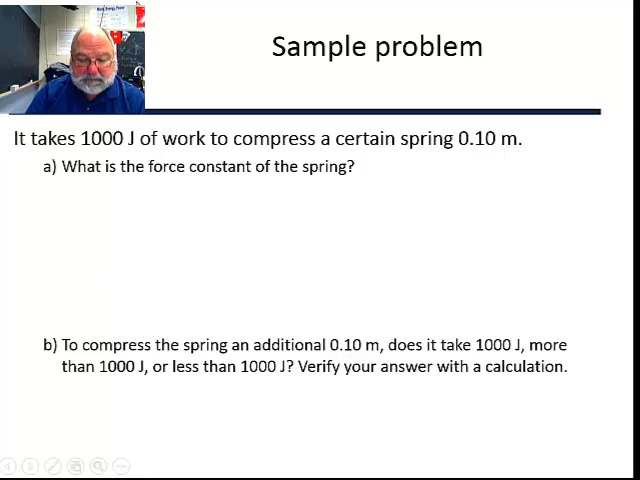 Sample problem
It takes 1000 J of work to compress a certain spring 0.10 m.
a) What is the force constant of the spring?
b) To compress the spring an additional 0.10 m, does it take 1000 J, more
than 1000 J, or less than 1000 J? Verify your answer with a calculation.